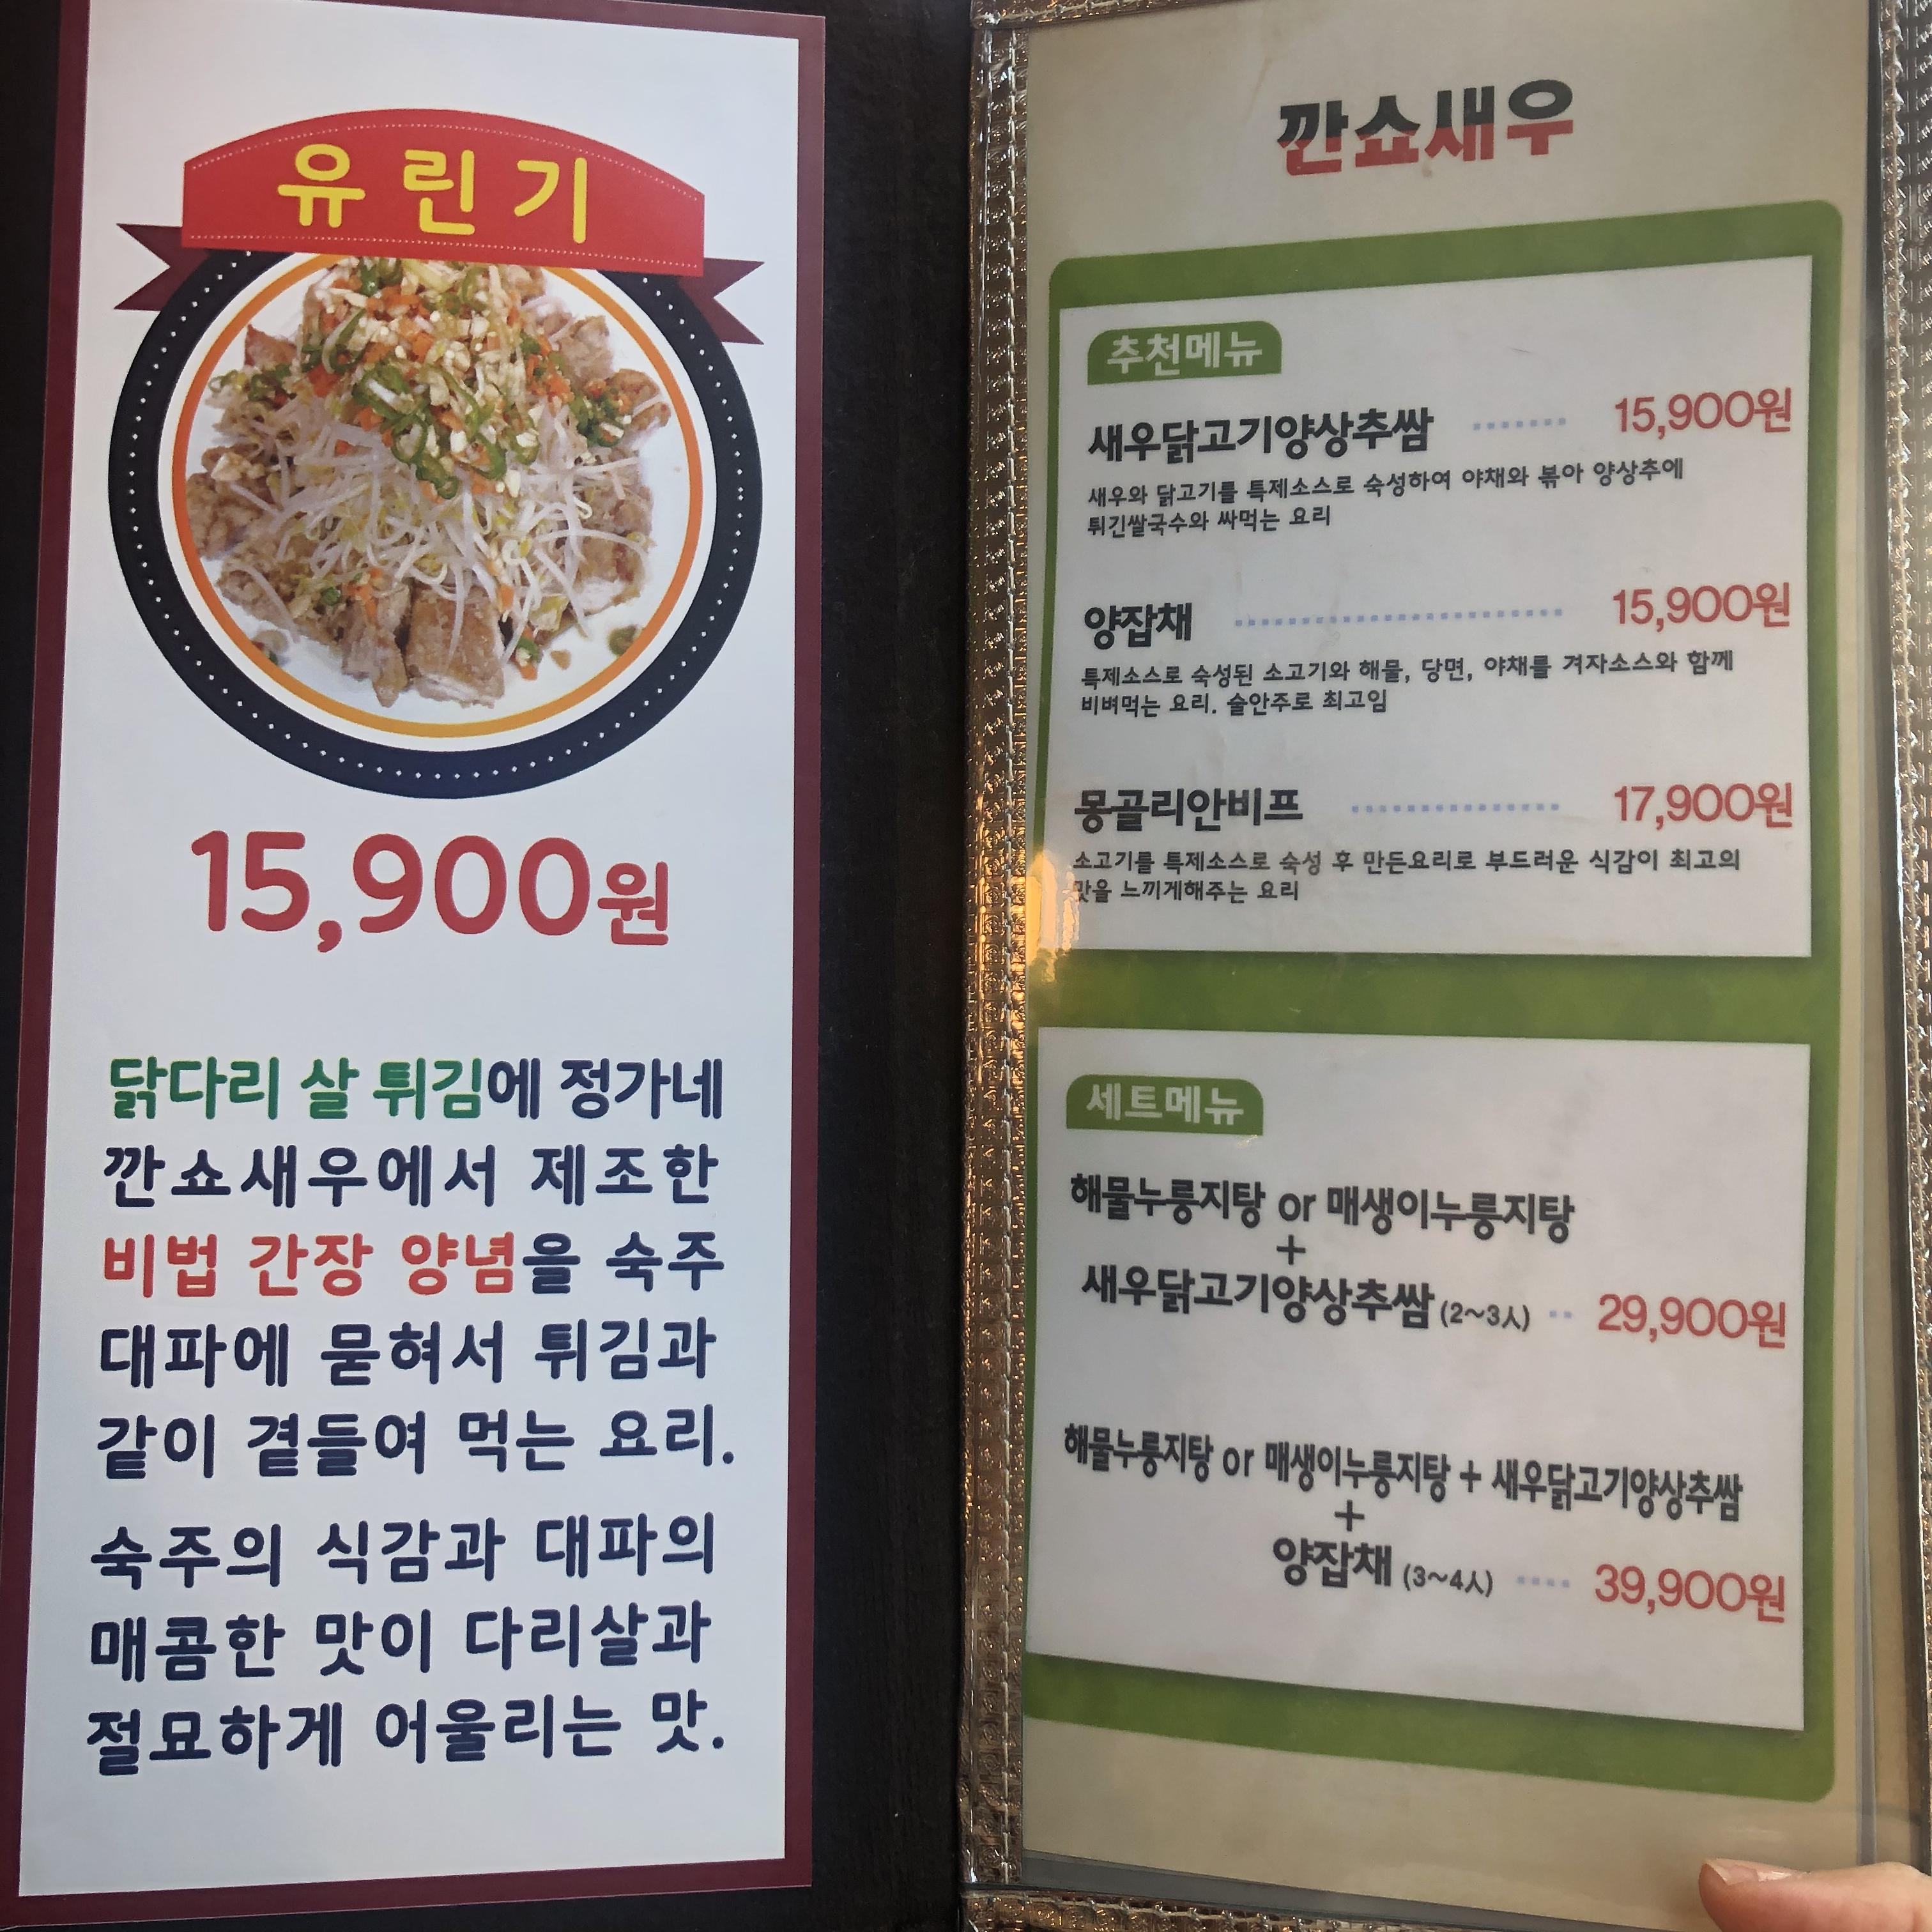 유린기
15,900원
닭다리 살 튀김에 정가네
깐쇼새우에서 제조한
비법 간장 양념을 숙주
대파에 묻혀서 튀김과
같이 곁들여 먹는 요리.
숙주의 식감과 대파의
매콤한 맛이 다리살과
절묘하게 어울리는 맛.
깐쇼새우
추천메뉴
새우닭고기양상추쌈 ······· 15,900원
새우와 닭고기를 특제소스로 숙성하여 야채와 볶아 양상추에
튀긴쌀국수와 싸먹는 요리
양잡채 ························ 15,900원
특제소스로 숙성된 소고기와 해물, 당면, 야채를 겨자소스와 함께
비벼먹는 요리. 술안주로 최고임
몽골리안비프 ················ 17,900원
소고기를 특제소스로 숙성 후 만든요리로 부드러운 식감이 최고의
맛을 느끼게해주는 요리
세트메뉴
해물누룽지탕 or 매생이누룽지탕
+
새우닭고기양상추쌈 (2~3人) ·· 29,900원
해물누룽지탕 or 매생이누룽지탕 + 새우닭고기양상추쌈
+
양잡채 (3~4人) ···· 39,900원